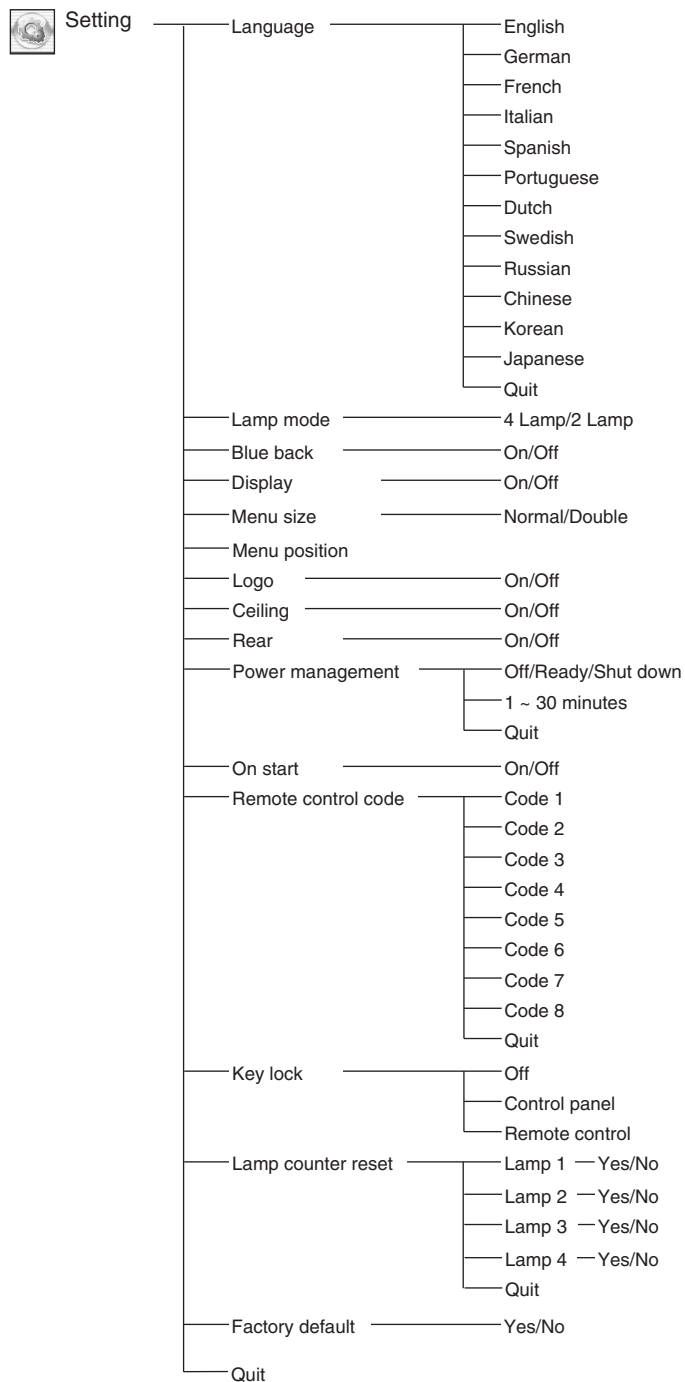 Setting Language English
German
French
Italian
Spanish
Portuguese
Dutch
Swedish
Russian
Chinese
Korean
Japanese
Quit
Lamp mode 4 Lamp/2 Lamp
Blue back On/Off
Display On/Off
Menu size Normal/Double
Menu position
Logo On/Off
Ceiling On/Off
Rear On/Off
Power management Off/Ready/Shut down
1 ~ 30 minutes
Quit
On start On/Off
Remote control code Code 1
Code 2
Code 3
Code 4
Code 5
Code 6
Code 7
Code 8
Quit
Key lock Off
Control panel
Remote control
Lamp counter reset Lamp 1 Yes/No
Lamp 2 Yes/No
Lamp 3 Yes/No
Lamp 4 Yes/No
Quit
Factory default Yes/No
Quit